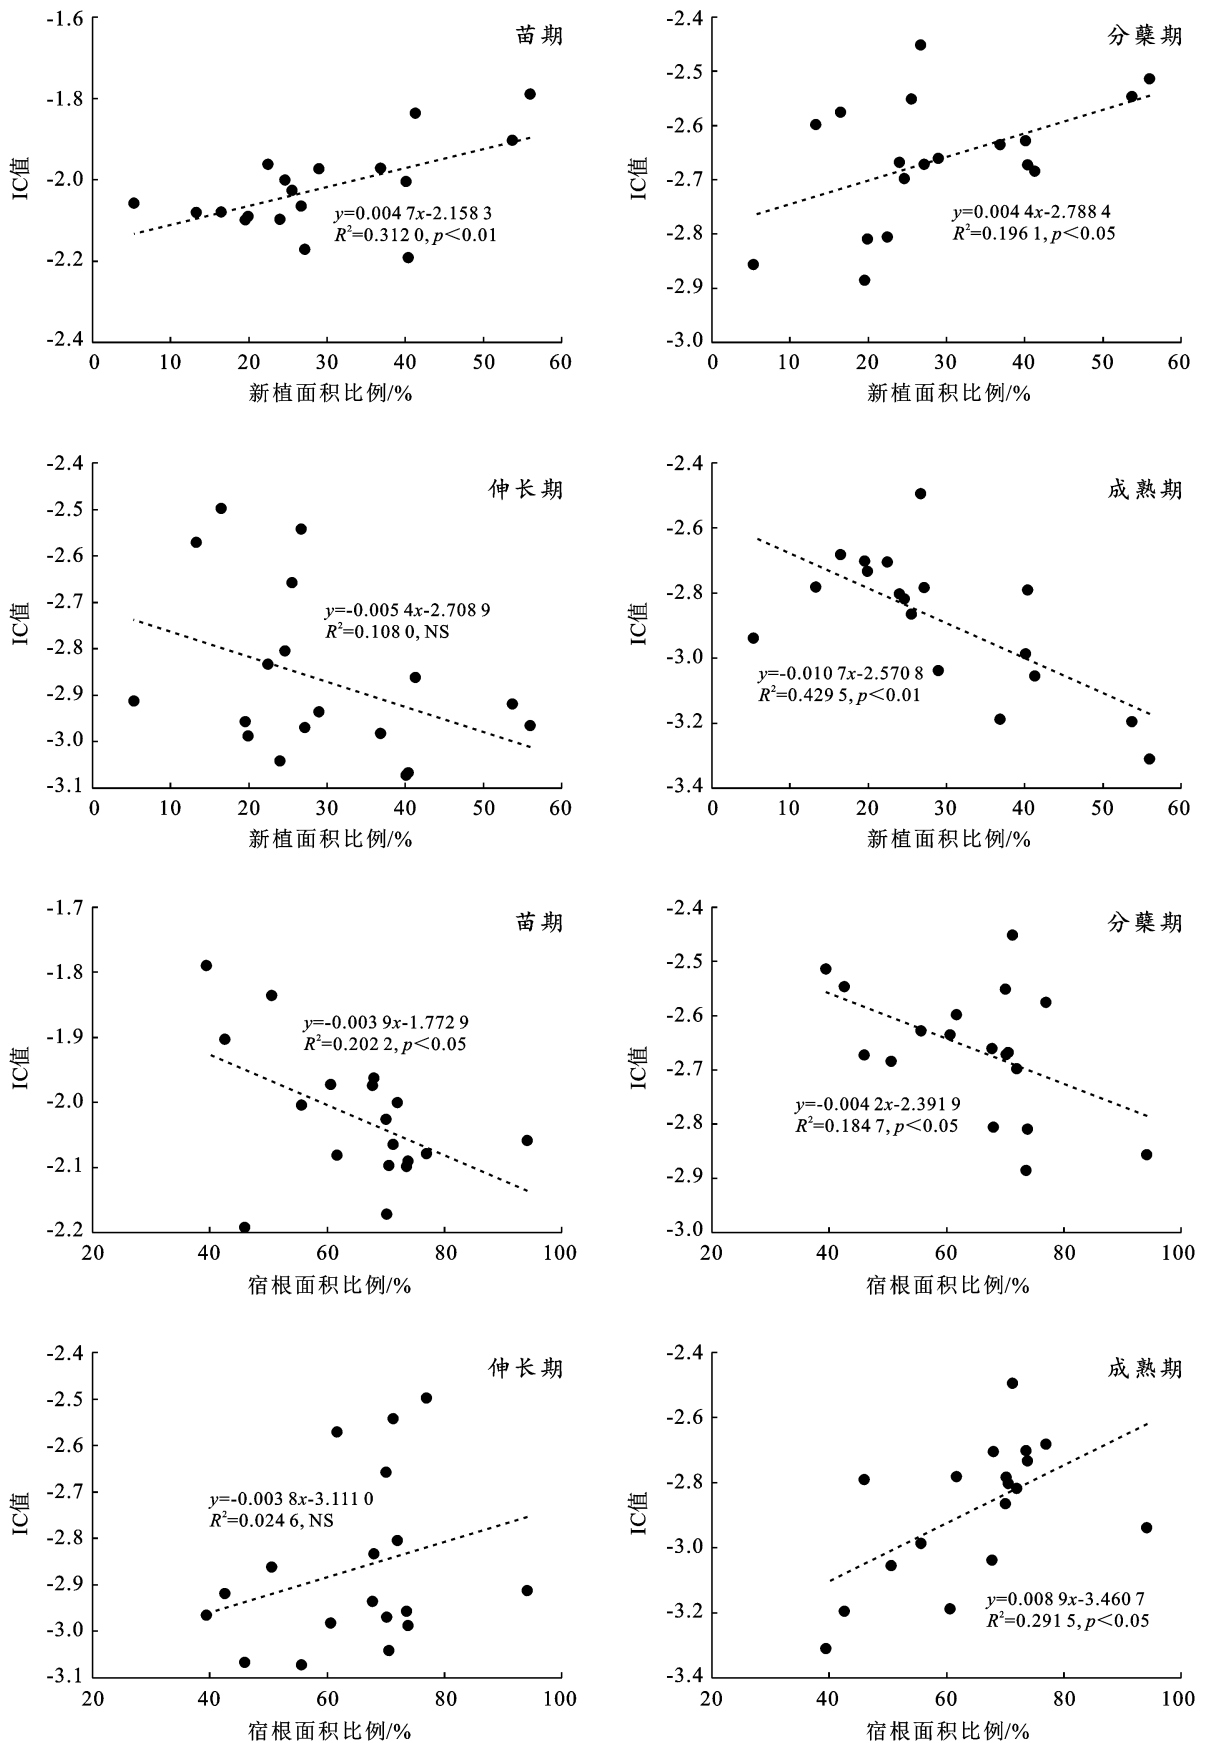 苗期
-1.6
-1.8
-2.0
-2.2
-2.4
IC值
y=0.004 7x-2.158 3
R²=0.312 0, p<0.01
0 10 20 30 40 50 60
新植面积比例/%
分蘖期
-2.4
-2.5
-2.6
-2.7
-2.8
-2.9
-3.0
IC值
y=0.004 4x-2.788 4
R²=0.196 1, p<0.05
0 10 20 30 40 50 60
新植面积比例/%
伸长期
-2.4
-2.5
-2.6
-2.7
-2.8
-2.9
-3.0
-3.1
IC值
y=-0.005 4x-2.708 9
R²=0.108 0, NS
0 10 20 30 40 50 60
新植面积比例/%
成熟期
-2.4
-2.6
-2.8
-3.0
-3.2
-3.4
IC值
y=-0.010 7x-2.570 8
R²=0.429 5, p<0.01
0 10 20 30 40 50 60
新植面积比例/%
苗期
-1.7
-1.8
-1.9
-2.0
-2.1
-2.2
IC值
y=-0.003 9x-1.772 9
R²=0.202 2, p<0.05
20 40 60 80 100
宿根面积比例/%
分蘖期
-2.4
-2.5
-2.6
-2.7
-2.8
-2.9
-3.0
IC值
y=-0.004 2x-2.391 9
R²=0.184 7, p<0.05
20 40 60 80 100
宿根面积比例/%
伸长期
-2.4
-2.5
-2.6
-2.7
-2.8
-2.9
-3.0
-3.1
IC值
y=-0.003 8x-3.111 0
R²=0.024 6, NS
20 40 60 80 100
宿根面积比例/%
成熟期
-2.4
-2.6
-2.8
-3.0
-3.2
-3.4
IC值
y=0.008 9x-3.460 7
R²=0.291 5, p<0.05
20 40 60 80 100
宿根面积比例/%